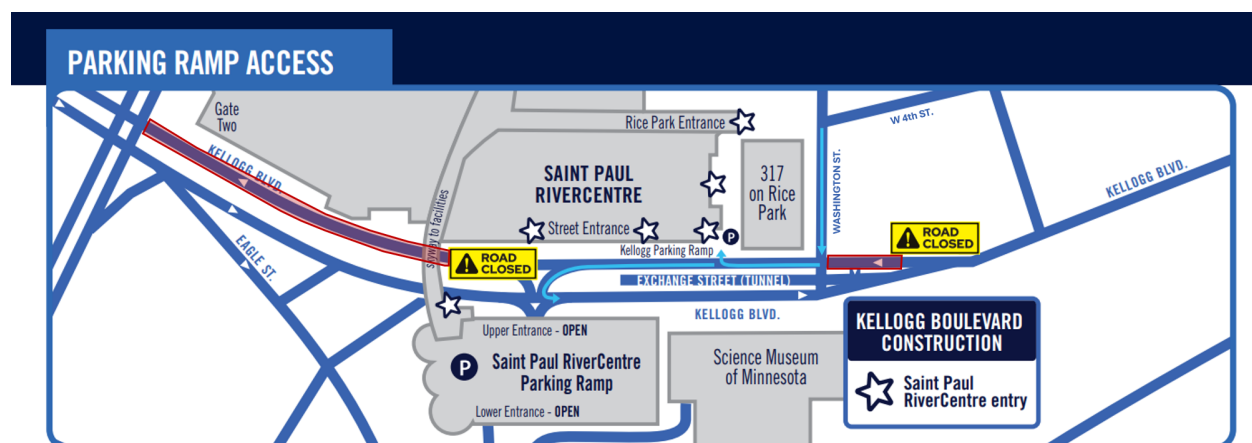 PARKING RAMP ACCESS
Gate
Two
Rice Park Entrance
W 4th ST.
KELLOGG BLVD.
SAINT PAUL
RIVERCENTRE
317
on Rice
Park
WASHINGTON ST.
KELLOGG BLVD.
skyway to facilities
Street Entrance
EAGLE ST.
Kellogg Parking Ramp
P
ROAD
CLOSED
ROAD
CLOSED
EXCHANGE STREET (TUNNEL)
KELLOGG BLVD.
Upper Entrance - OPEN
P
Saint Paul RiverCentre
Parking Ramp
Lower Entrance - OPEN
Science Museum
of Minnesota
KELLOGG BOULEVARD
CONSTRUCTION
Saint Paul
RiverCentre entry